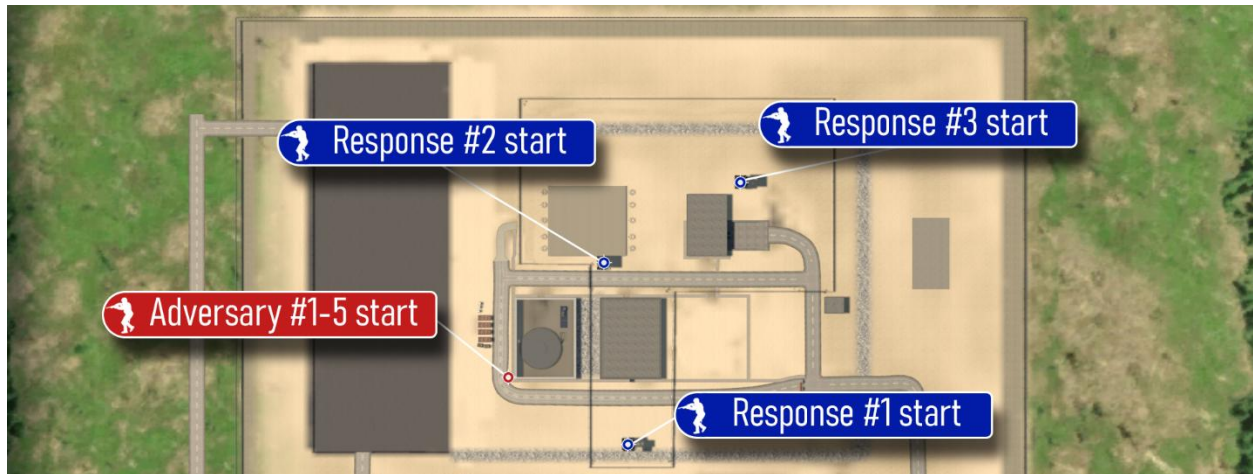 Response #3 start
Response #2 start
Adversary #1-5 start
Response #1 start